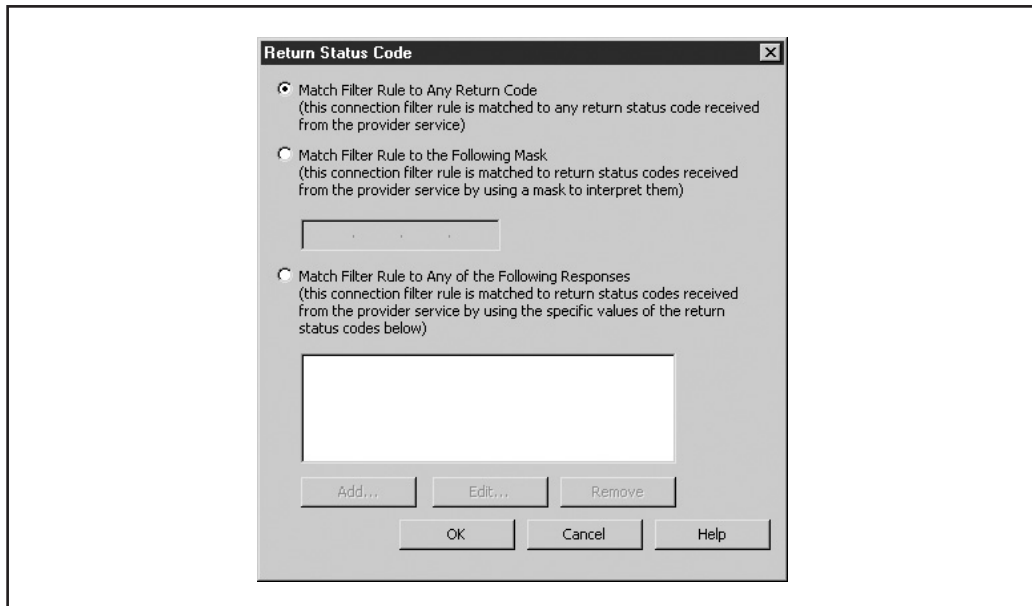 Return Status Code
Match Filter Rule to Any Return Code
(this connection filter rule is matched to any return status code received
from the provider service)
Match Filter Rule to the Following Mask
(this connection filter rule is matched to return status codes received
from the provider service by using a mask to interpret them)
. . .
Match Filter Rule to Any of the Following Responses
(this connection filter rule is matched to return status codes received
from the provider service by using the specific values of the return
status codes below)
Add... Edit... Remove
OK Cancel Help